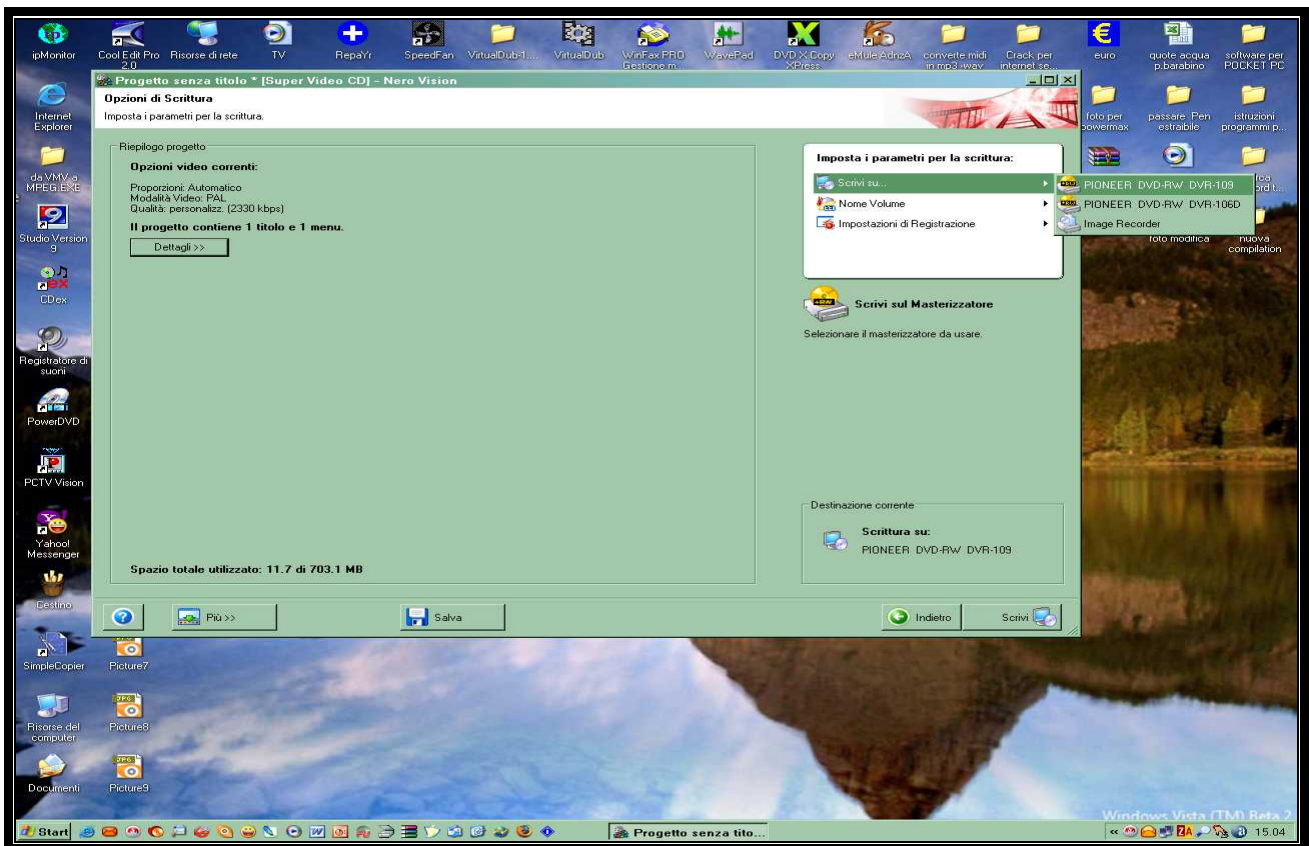 ipMonitor
Cool Edit Pro
2.0
Risorse di rete
TV
RepaYr
SpeedFan
VirtualDub-1...
VirtualDub
WinFax PRO
Gestione m...
WavePad
DVD X Copy
XPress
eMule AdnzA
converte midi
in mp3 -wav
Crack per
internet se...
euro
quote acqua
p.barabino
software per
POCKET PC
Progetto senza titolo * [Super Video CD] - Nero Vision
Opzioni di Scrittura
Imposta i parametri per la scrittura.
Internet
Explorer
foto per
powermax
passare Pen
estraibile
istruzioni
programmi p...
Riepilogo progetto
Opzioni video correnti:
Proporzioni: Automatico
Modalità Video: PAL
Qualità: personalizz. (2330 kbps)
Il progetto contiene 1 titolo e 1 menu.
Dettagli >>
Imposta i parametri per la scrittura:
Scrivi su...
Nome Volume
Impostazioni di Registrazione
PIONEER DVD-RW DVR-109
PIONEER DVD-RW DVR-106D
Image Recorder
da VMV a
MPEG.EXE
foto modifica
nuova
compilation
Studio Version
9
Scrivi sul Masterizzatore
Selezionare il masterizzatore da usare.
CDex
Registratore di
suoni
PowerDVD
PCTV Vision
Yahoo!
Messenger
Destinazione corrente
Scrittura su:
PIONEER DVD-RW DVR-109
Spazio totale utilizzato: 11.7 di 703.1 MB
Cestino
Più >>
Salva
Indietro
Scrivi
SimpleCopier
Picture7
Risorse del
computer
Picture8
Documenti
Picture9
Windows Vista (TM) Beta 2
Start
Progetto senza tito...
ZA
15.04